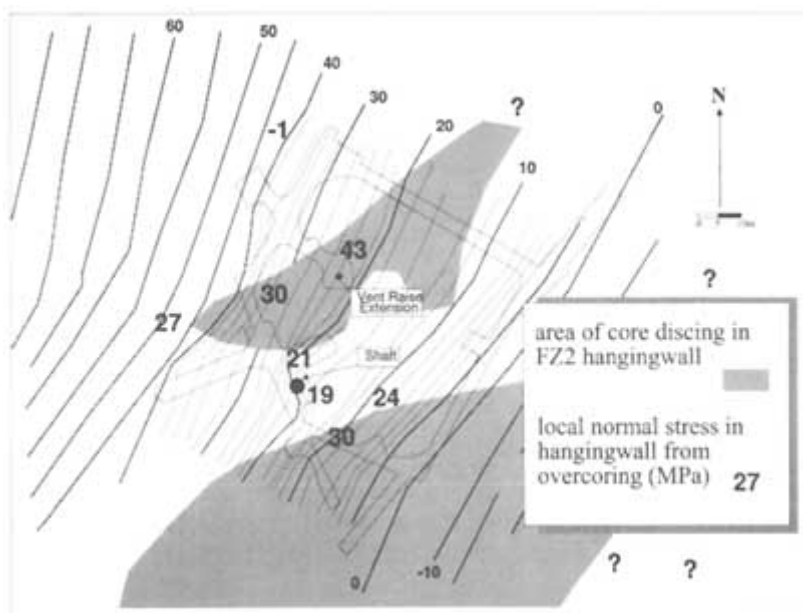 60
50
40
30
20
10
0
?
-1
N
43
30
27
Vent Raise
Extension
?
21
Shaft
19
24
30
area of core discing in
FZ2 hangingwall
local normal stress in
hangingwall from
overcoring (MPa) 27
0
-10
?
?